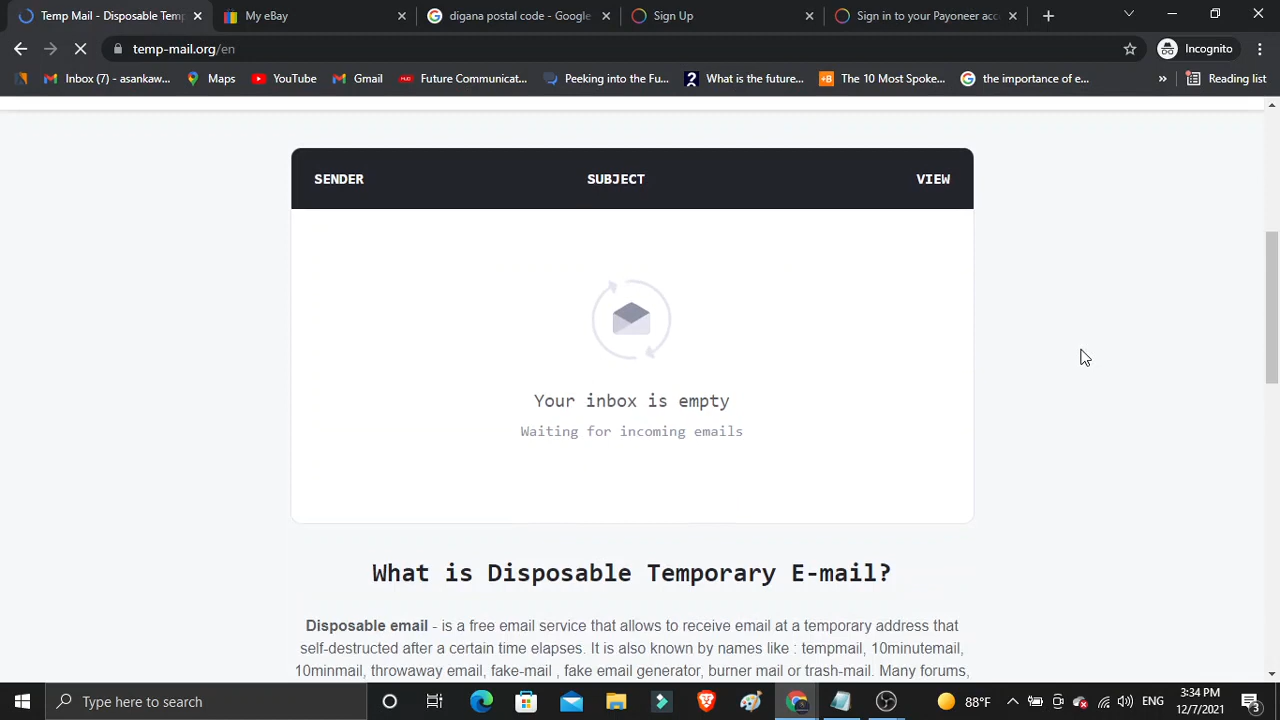 Temp Mail - Disposable Temp
My eBay
digana postal code - Google
Sign Up
Sign in to your Payoneer acc
temp-mail.org/en
Incognito
Inbox (7) - asankaw...
Maps
YouTube
Gmail
Future Communicat...
Peeking into the Fu...
What is the future...
The 10 Most Spoke...
the importance of e...
»
Reading list
SENDER SUBJECT VIEW
Your inbox is empty
Waiting for incoming emails
What is Disposable Temporary E-mail?
Disposable email - is a free email service that allows to receive email at a temporary address that
self-destructed after a certain time elapses. It is also known by names like : tempmail, 10minutemail,
10minmail, throwaway email, fake-mail , fake email generator, burner mail or trash-mail. Many forums,
Type here to search
88°F
ENG
3:34 PM
12/7/2021
3